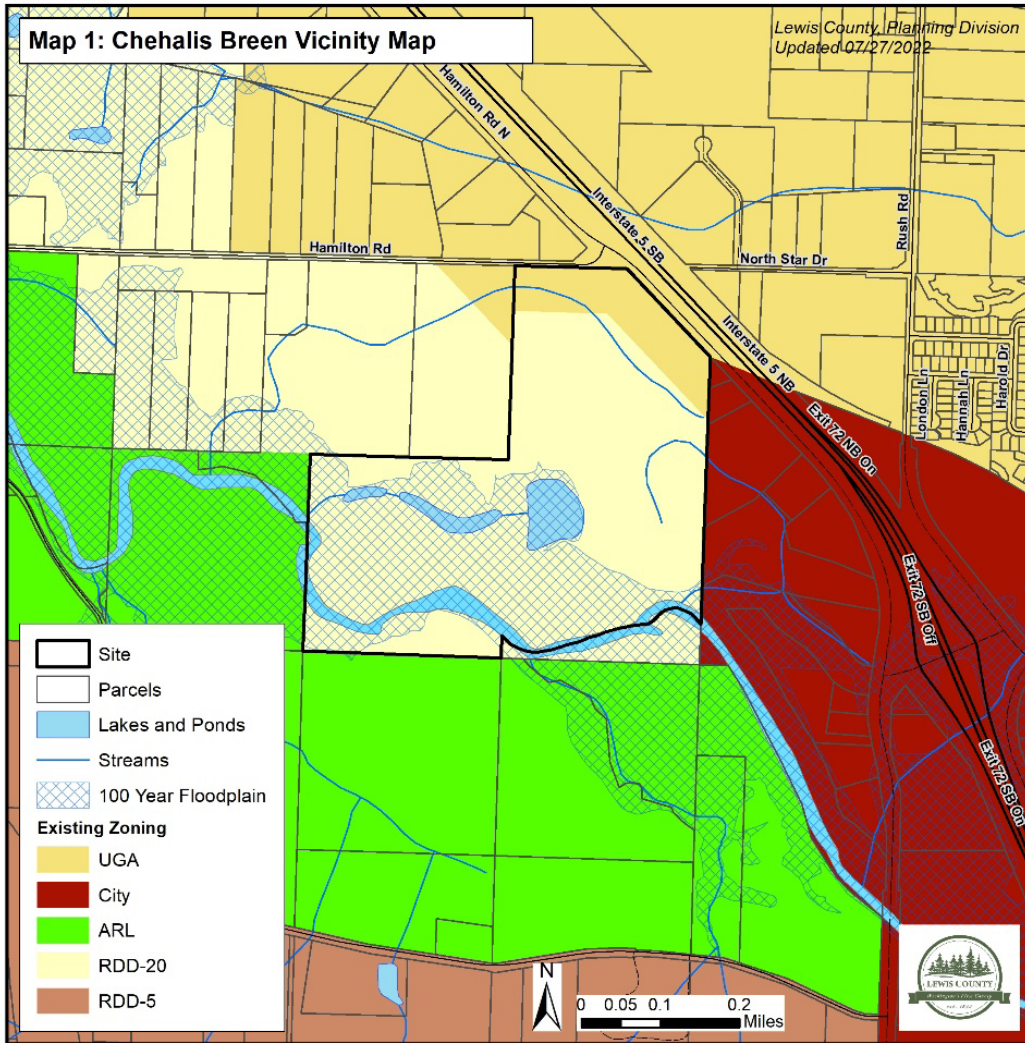 Map 1: Chehalis Breen Vicinity Map
Lewis County, Planning Division
Updated 07/27/2022
Hamilton Rd N
Interstate 5 SB
Rush Rd
Hamilton Rd
North Star Dr
Interstate 5 NB
London Ln
Hannah Ln
Harold Dr
Exit 72 NB On
Exit 72 SB Off
Exit 72 SB On
Site
Parcels
Lakes and Ponds
Streams
100 Year Floodplain
Existing Zoning
UGA
City
ARL
RDD-20
RDD-5
N
0 0.05 0.1 0.2
Miles
LEWIS COUNTY